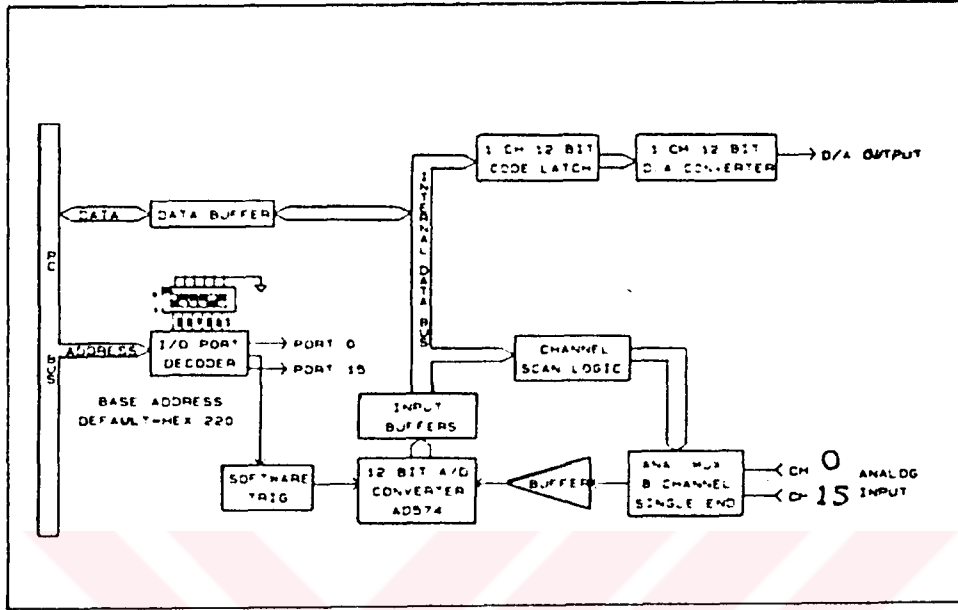 1 CH 12 BIT
CODE LATCH
1 CH 12 BIT
D/A CONVERTER
D/A OUTPUT
DATA
DATA BUFFER
INTERNAL DATA BUS
PC BUS
ADDRESS
I/O PORT
DECODER
PORT 0
PORT 15
BASE ADDRESS
DEFAULT-HEX 220
CHANNEL
SCAN LOGIC
INPUT
BUFFERS
SOFTWARE
TRIG
12 BIT A/D
CONVERTER
AD574
BUFFER
ANA MUX
8 CHANNEL
SINGLE END
CH 0
CH 15
ANALOG
INPUT